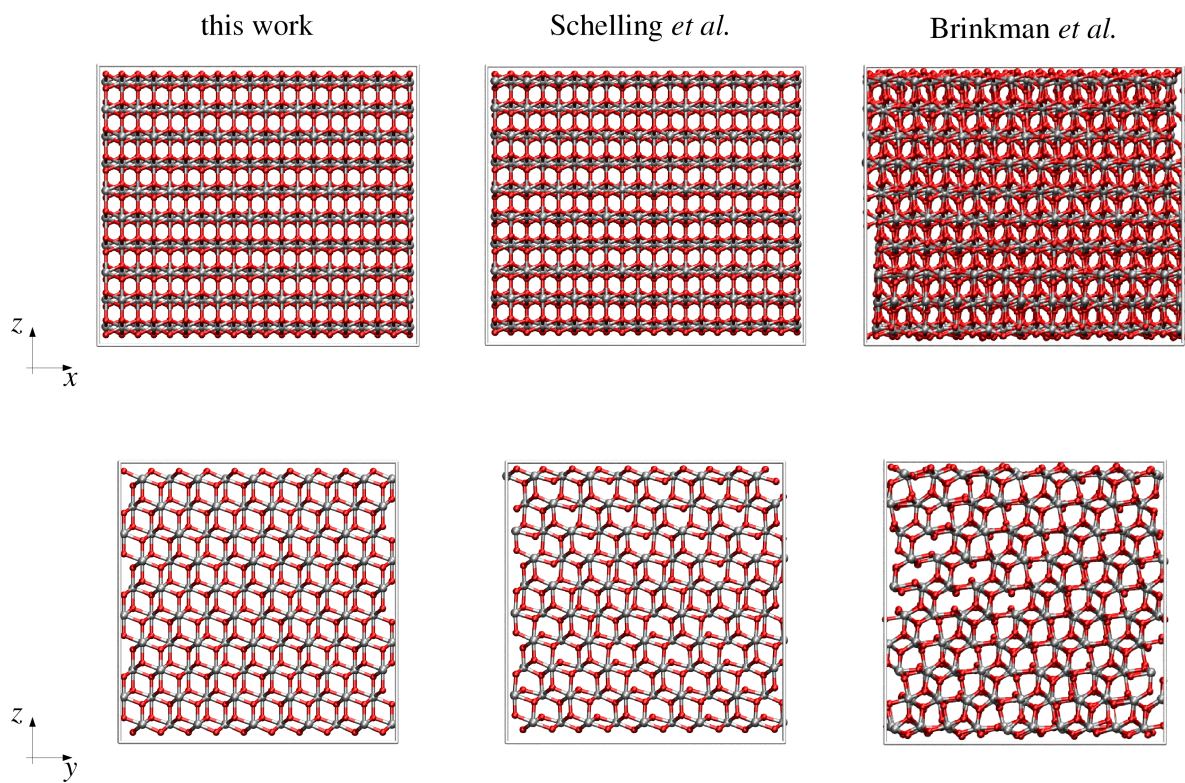 this work
Schelling et al.
Brinkman et al.
z
x
z
y